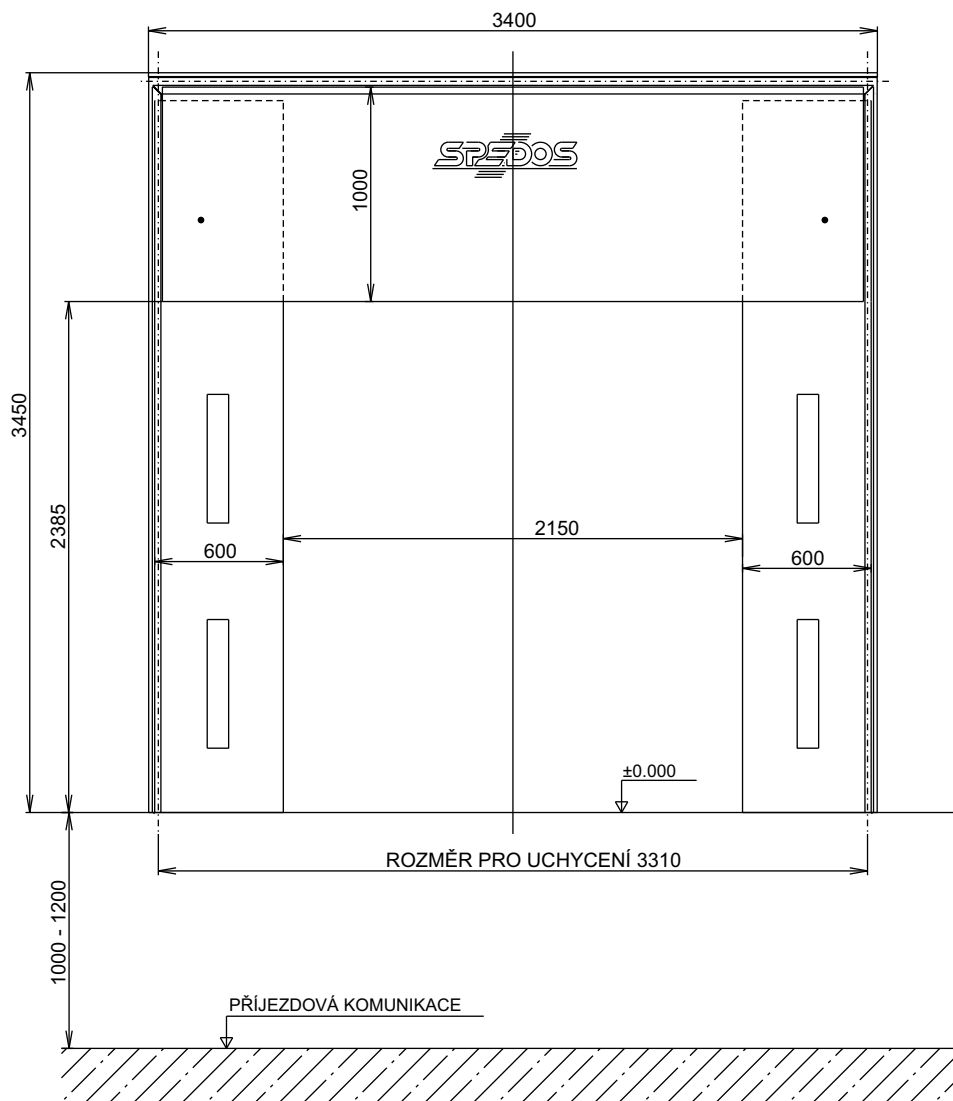 3400
SPEDOS
1000
3450
2385
2150
600
600
±0.000
ROZMĚR PRO UCHYCENÍ 3310
1000 - 1200
PŘÍJEZDOVÁ KOMUNIKACE